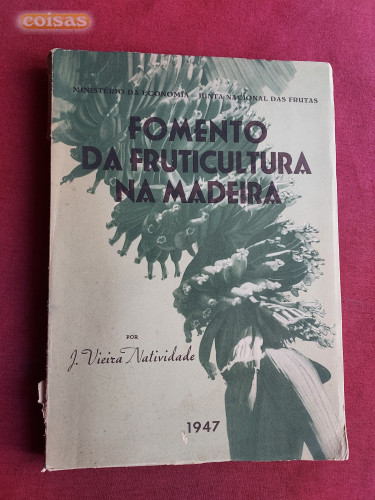 coisas
MINISTÉRIO DA ECONOMIA - JUNTA NACIONAL DAS FRUTAS
FOMENTO
DA FRUTICULTURA
NA MADEIRA
POR
J. Vieira Natividade
1947